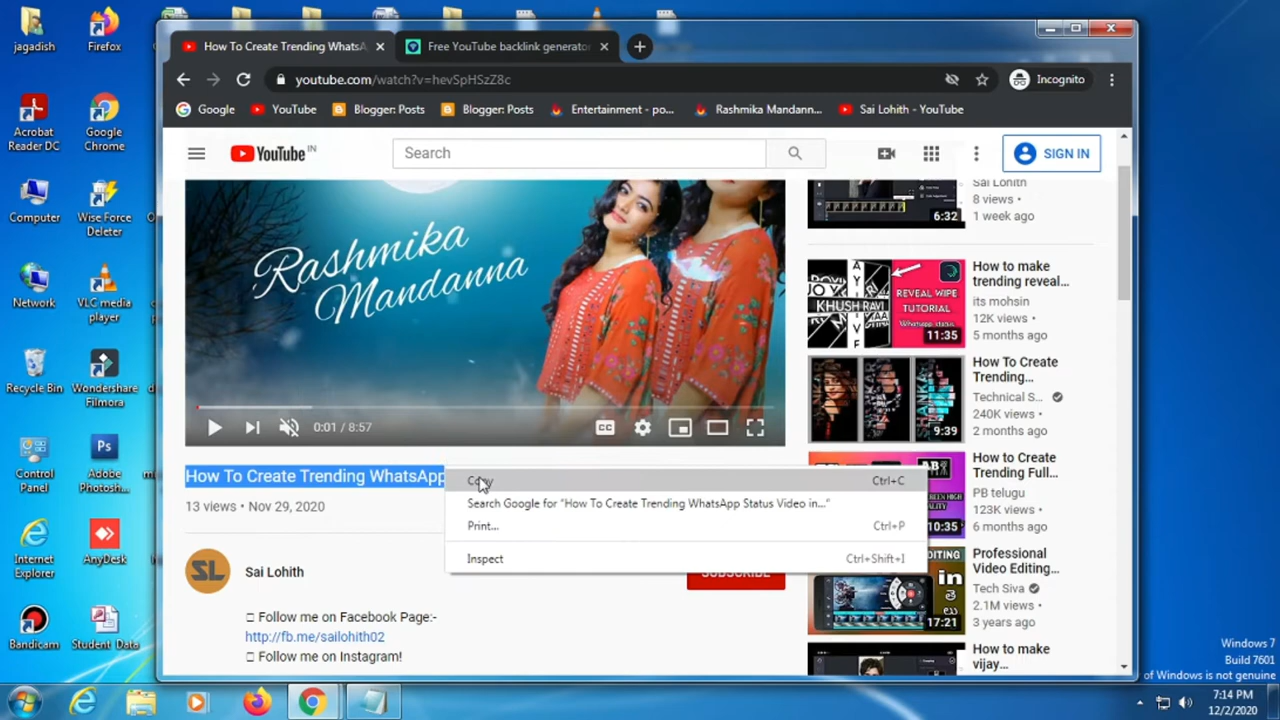 jagadish
Firefox
Acrobat
Reader DC
Google
Chrome
Computer
Wise Force
Deleter
Network
VLC media
player
Recycle Bin
Wondershare
Filmora
Control
Panel
Adobe
Photosh...
Internet
Explorer
AnyDesk
Bandicam
Student Data
How To Create Trending WhatsA
Free YouTube backlink generator
youtube.com/watch?v=hevSpHSzZ8c
Incognito
Google
YouTube
Blogger: Posts
Blogger: Posts
Entertainment - po...
Rashmika Mandann...
Sai Lohith - YouTube
YouTube IN
Search
SIGN IN
Rashmika
Mandanna
CC
0:01 / 8:57
How To Create Trending WhatsApp
13 views • Nov 29, 2020
Copy Ctrl+C
Search Google for “How To Create Trending WhatsApp Status Video in...”
Print... Ctrl+P
Inspect Ctrl+Shift+I
SL
Sai Lohith
SUBSCRIBE
Follow me on Facebook Page:-
http://fb.me/sailohith02
Follow me on Instagram!
Sai Lohith
8 views •
1 week ago
6:32
How to make
trending reveal...
its mohsin
12K views •
5 months ago
KHUSH RAVI
REVEAL WIPE
TUTORIAL
11:35
How To Create
Trending...
Technical S...
240K views •
2 months ago
9:39
How to Create
Trending Full...
PB telugu
123K views •
6 months ago
10:35
Professional
Video Editing...
Tech Siva
2.1M views •
3 years ago
17:21
How to make
vijay...
Windows 7
Build 7601
of Windows is not genuine
7:14 PM
12/2/2020